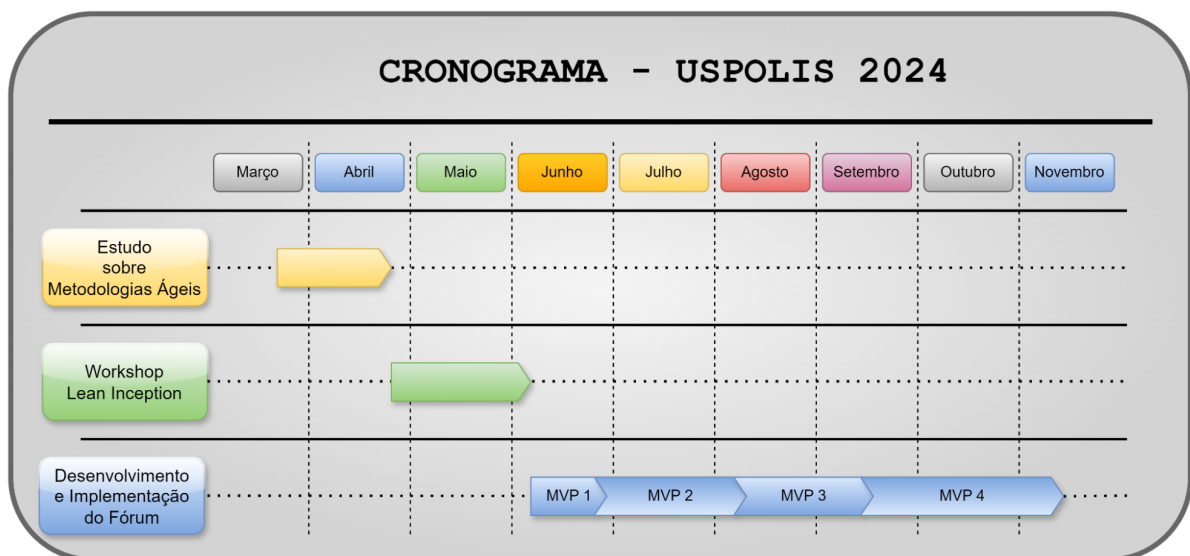 CRONOGRAMA - USPOLIS 2024
Março
Abril
Maio
Junho
Julho
Agosto
Setembro
Outubro
Novembro
Estudo
sobre
Metodologias Ágeis
Workshop
Lean Inception
Desenvolvimento
e Implementação
do Fórum
MVP 1
MVP 2
MVP 3
MVP 4